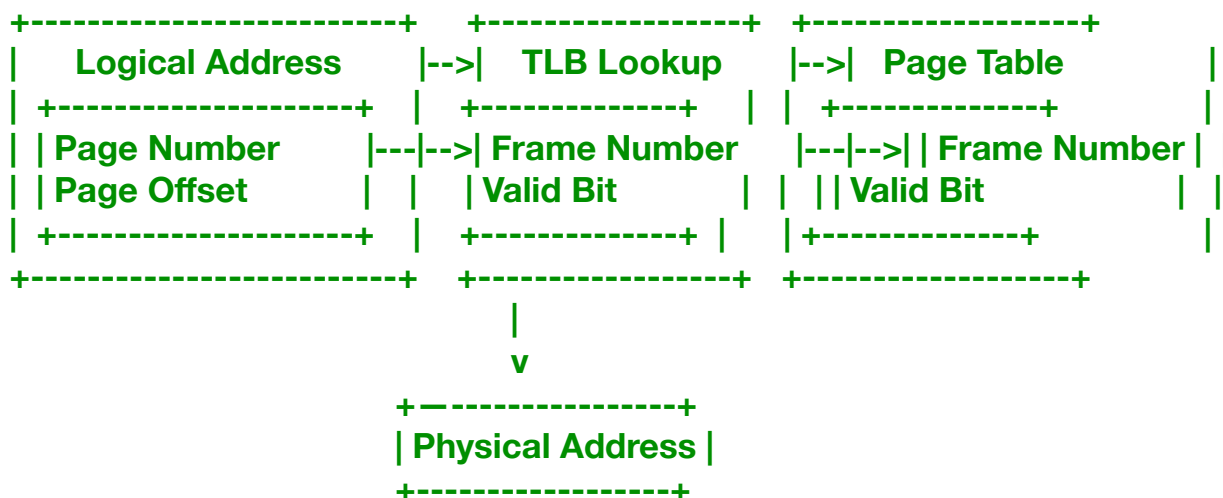 +--------------------------+ +------------------+ +-------------------+
| Logical Address |-->| TLB Lookup |-->| Page Table |
| +---------------------+ | +--------------+ | | +--------------+ |
| | Page Number |---|-->| Frame Number |---|-->| | Frame Number |
| | Page Offset | | | Valid Bit | | | | Valid Bit | |
| +---------------------+ | +--------------+ | | +--------------+ |
+--------------------------+ +------------------+ +-------------------+
|
v
+—----------------+
| Physical Address |
+------------------+